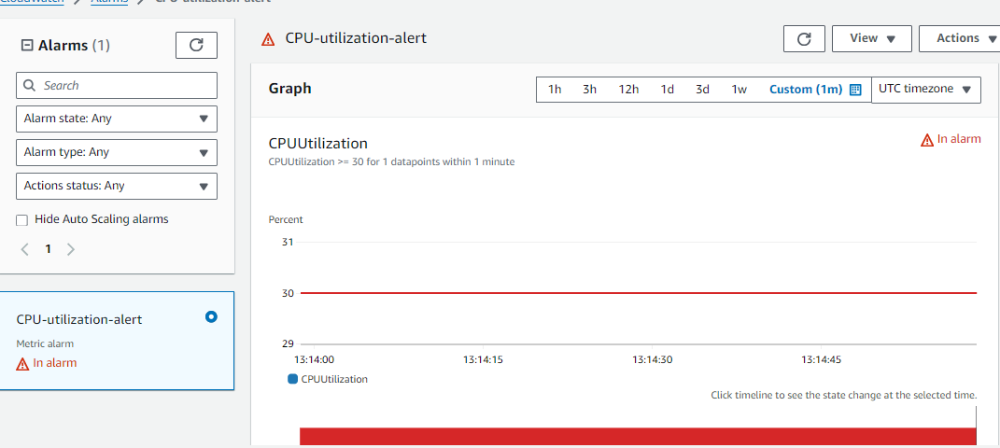 CloudWatch > Alarms > CPU-utilization-alert
Alarms (1)
Search
Alarm state: Any
Alarm type: Any
Actions status: Any
Hide Auto Scaling alarms
1
CPU-utilization-alert
Metric alarm
In alarm
CPU-utilization-alert
View
Actions
Graph
1h 3h 12h 1d 3d 1w Custom (1m) UTC timezone
CPUUtilization
In alarm
CPUUtilization >= 30 for 1 datapoints within 1 minute
Percent
31
30
29
13:14:00 13:14:15 13:14:30 13:14:45
CPUUtilization
Click timeline to see the state change at the selected time.